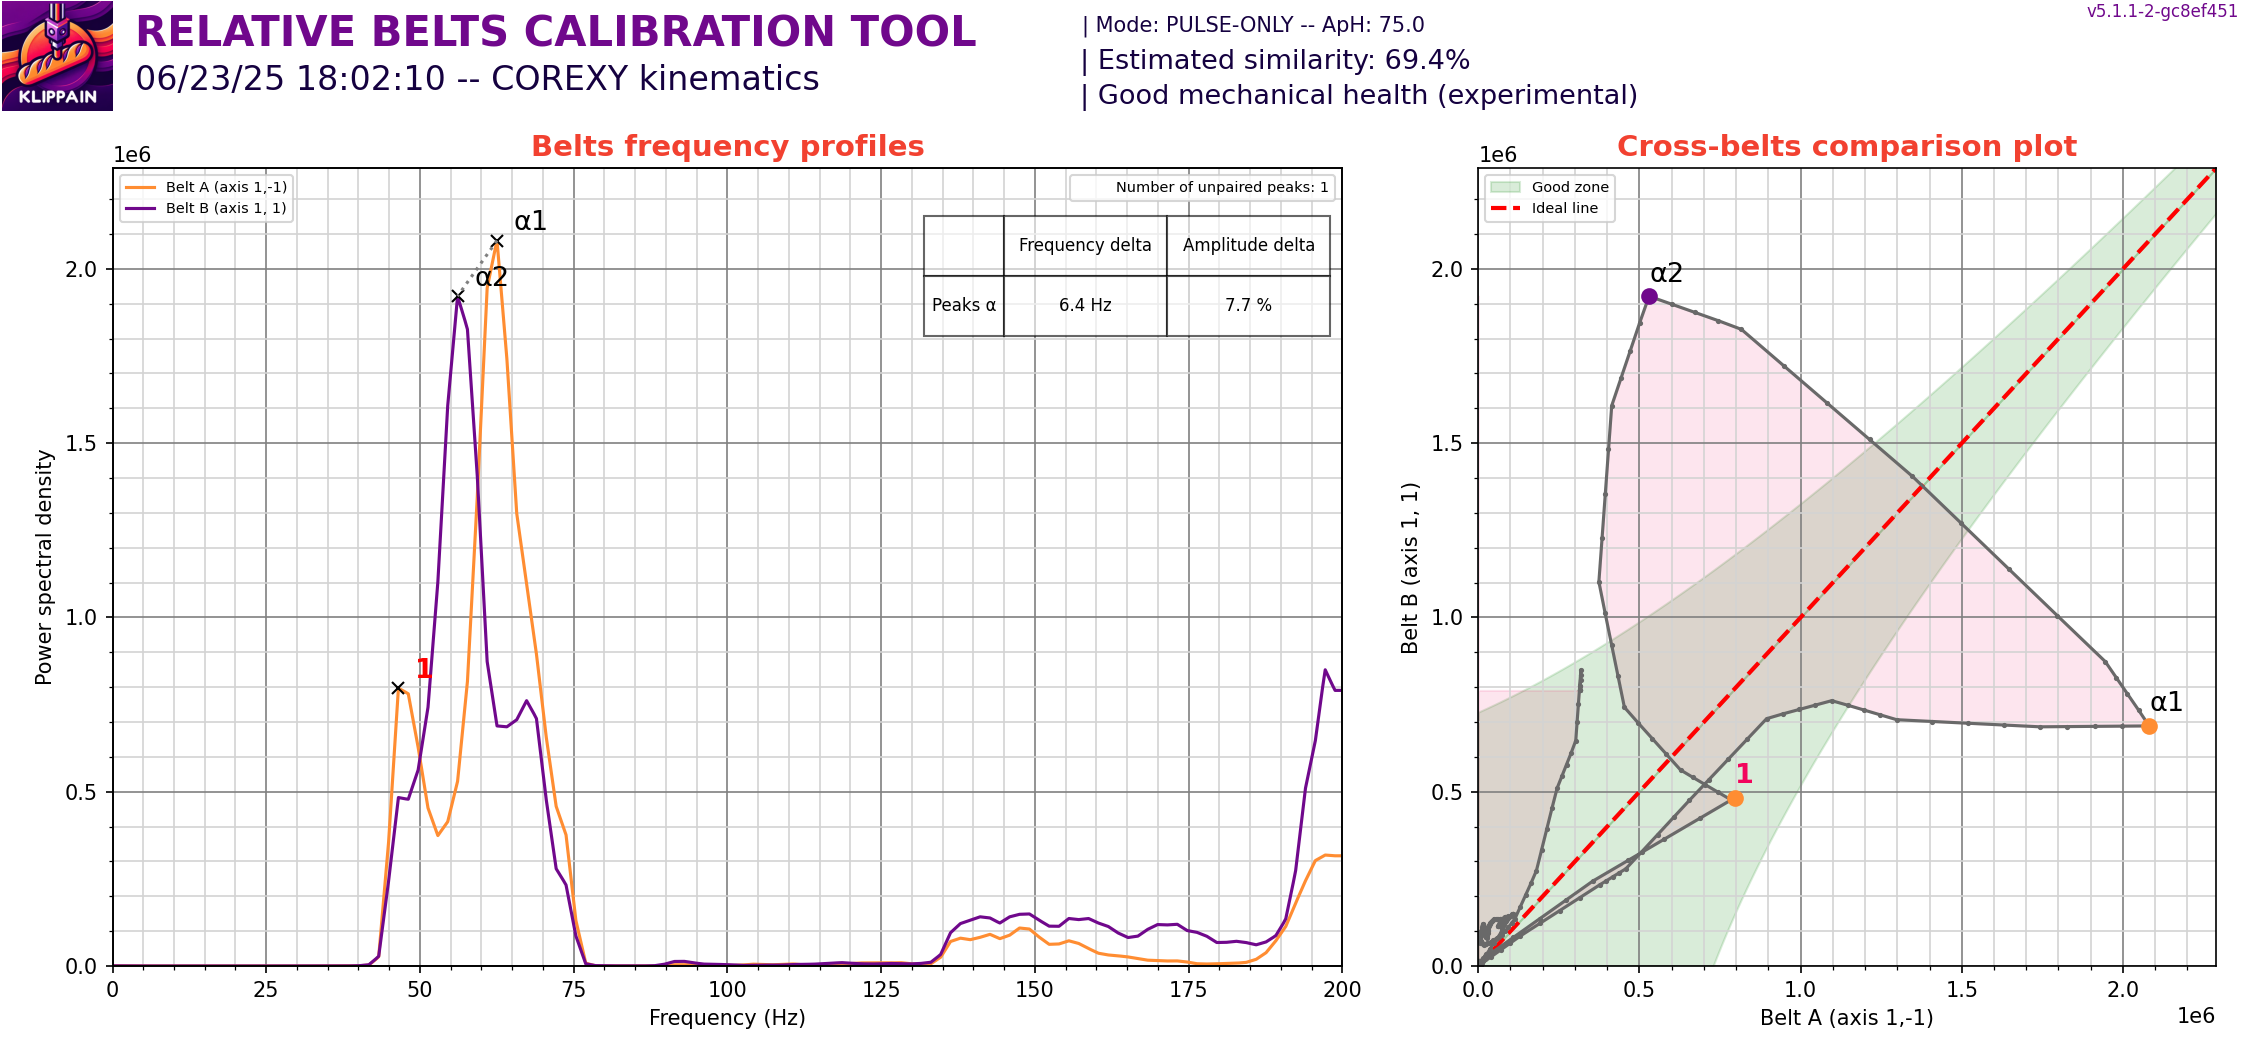 KLIPPAIN
RELATIVE BELTS CALIBRATION TOOL
06/23/25 18:02:10 -- COREXY kinematics
| Mode: PULSE-ONLY -- ApH: 75.0
| Estimated similarity: 69.4%
| Good mechanical health (experimental)
v5.1.1-2-gc8ef451
Belts frequency profiles
1e6
Belt A (axis 1,-1)
Belt B (axis 1, 1)
Number of unpaired peaks: 1
Frequency delta Amplitude delta
Peaks α 6.4 Hz 7.7 %
α1
α2
1
Power spectral density
2.0
1.5
1.0
0.5
0.0
0 25 50 75 100 125 150 175 200
Frequency (Hz)
Cross-belts comparison plot
1e6
Good zone
Ideal line
α2
α1
1
Belt B (axis 1, 1)
2.0
1.5
1.0
0.5
0.0
0.0 0.5 1.0 1.5 2.0
Belt A (axis 1,-1)
1e6